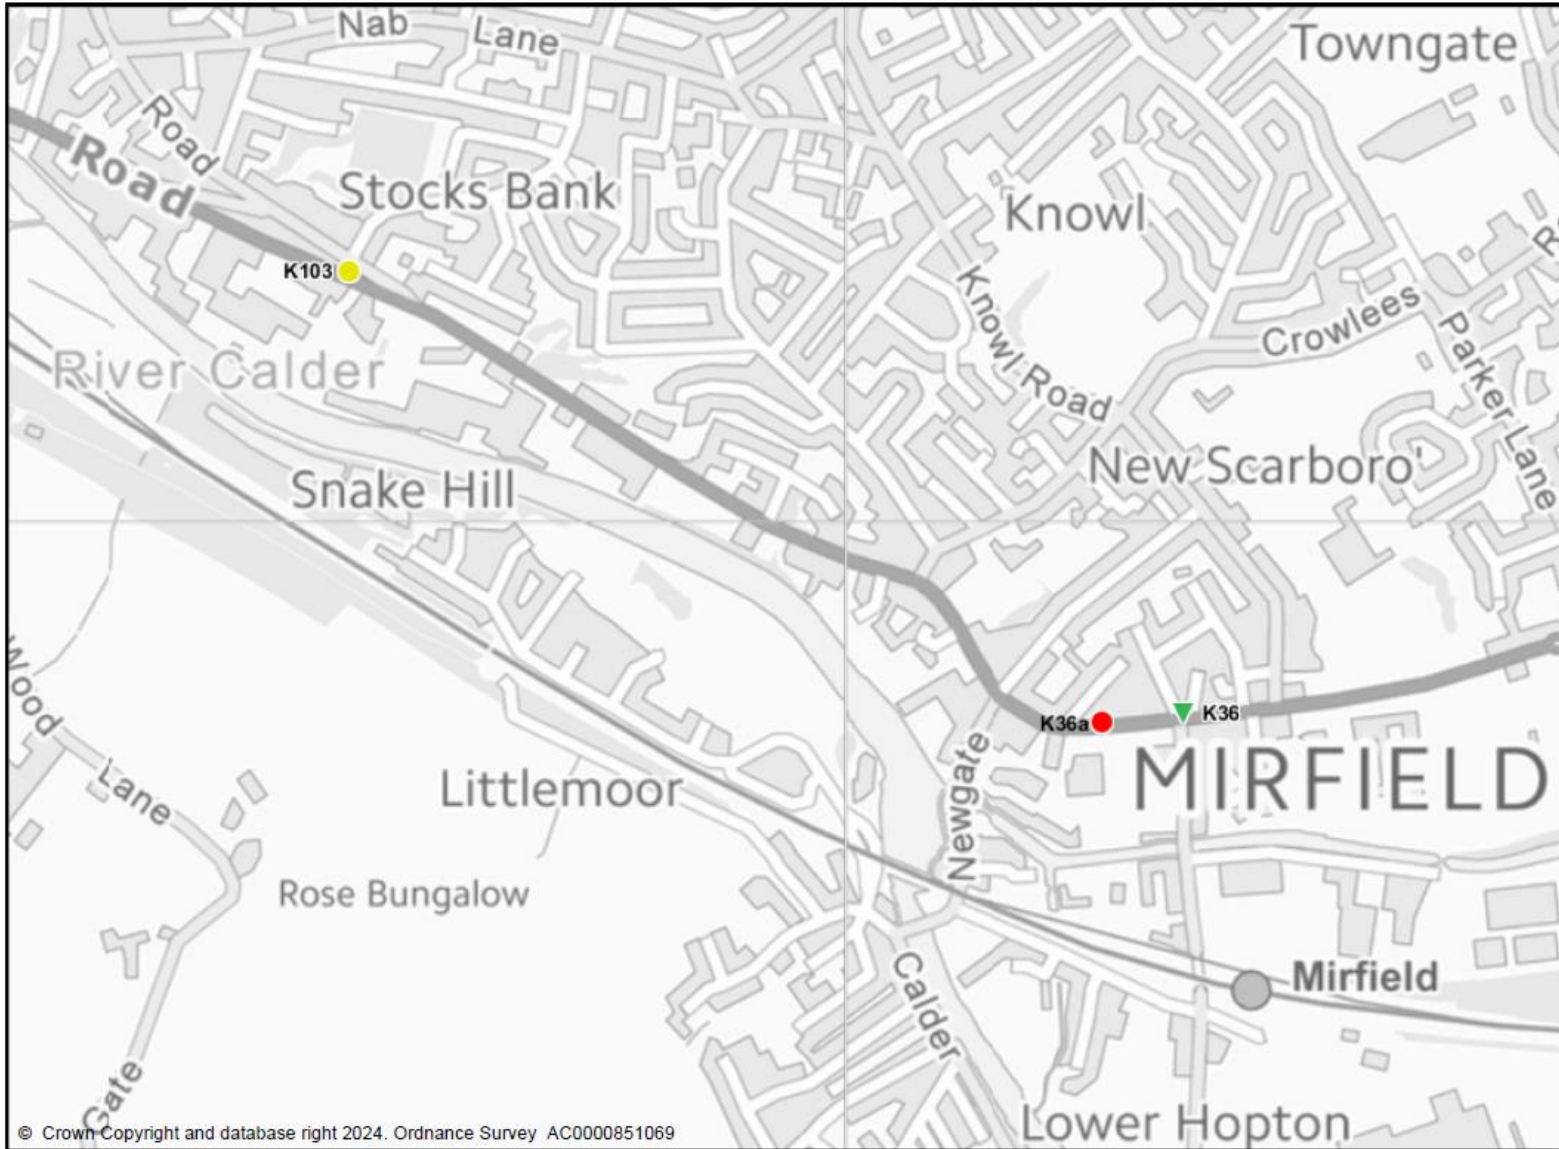 Nab Lane
Towngate
Road
Road
Stocks Bank
Knowl
K103
Knowl Road
Crowlees
Parker Lane
River Calder
New Scarboro'
Snake Hill
Wood Lane
K36a
K36
MIRFIELD
Newgate
Littlemoor
Rose Bungalow
Mirfield
Calder
Gate
Lower Hopton
© Crown Copyright and database right 2024. Ordnance Survey AC0000851069